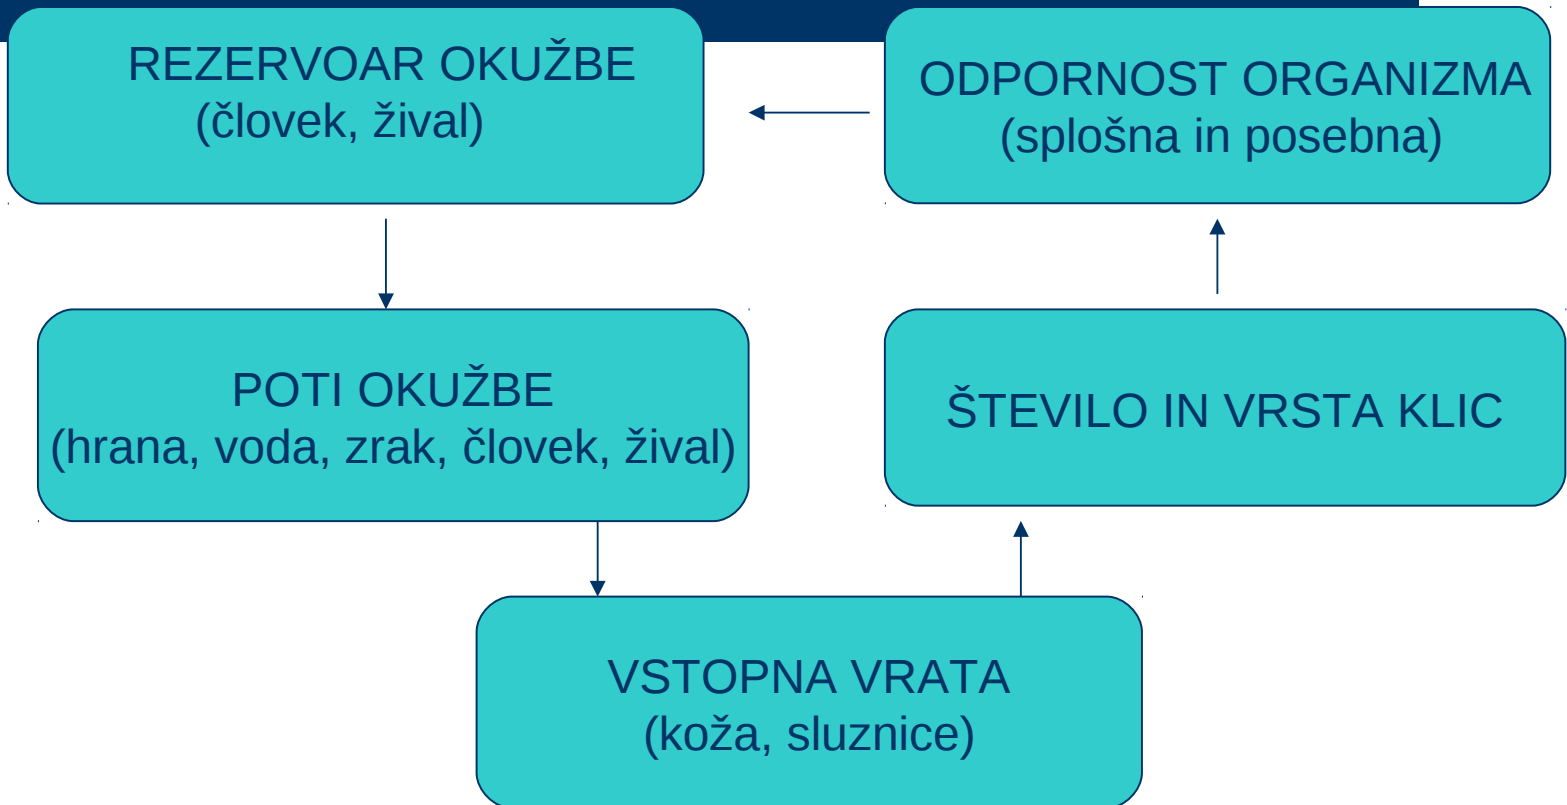 REZERVOAR OKUŽBE
(človek, žival)
ODPORNOST ORGANIZMA
(splošna in posebna)
POTI OKUŽBE
(hrana, voda, zrak, človek, žival)
ŠTEVILO IN VRSTA KLIC
VSTOPNA VRATA
(koža, sluznice)